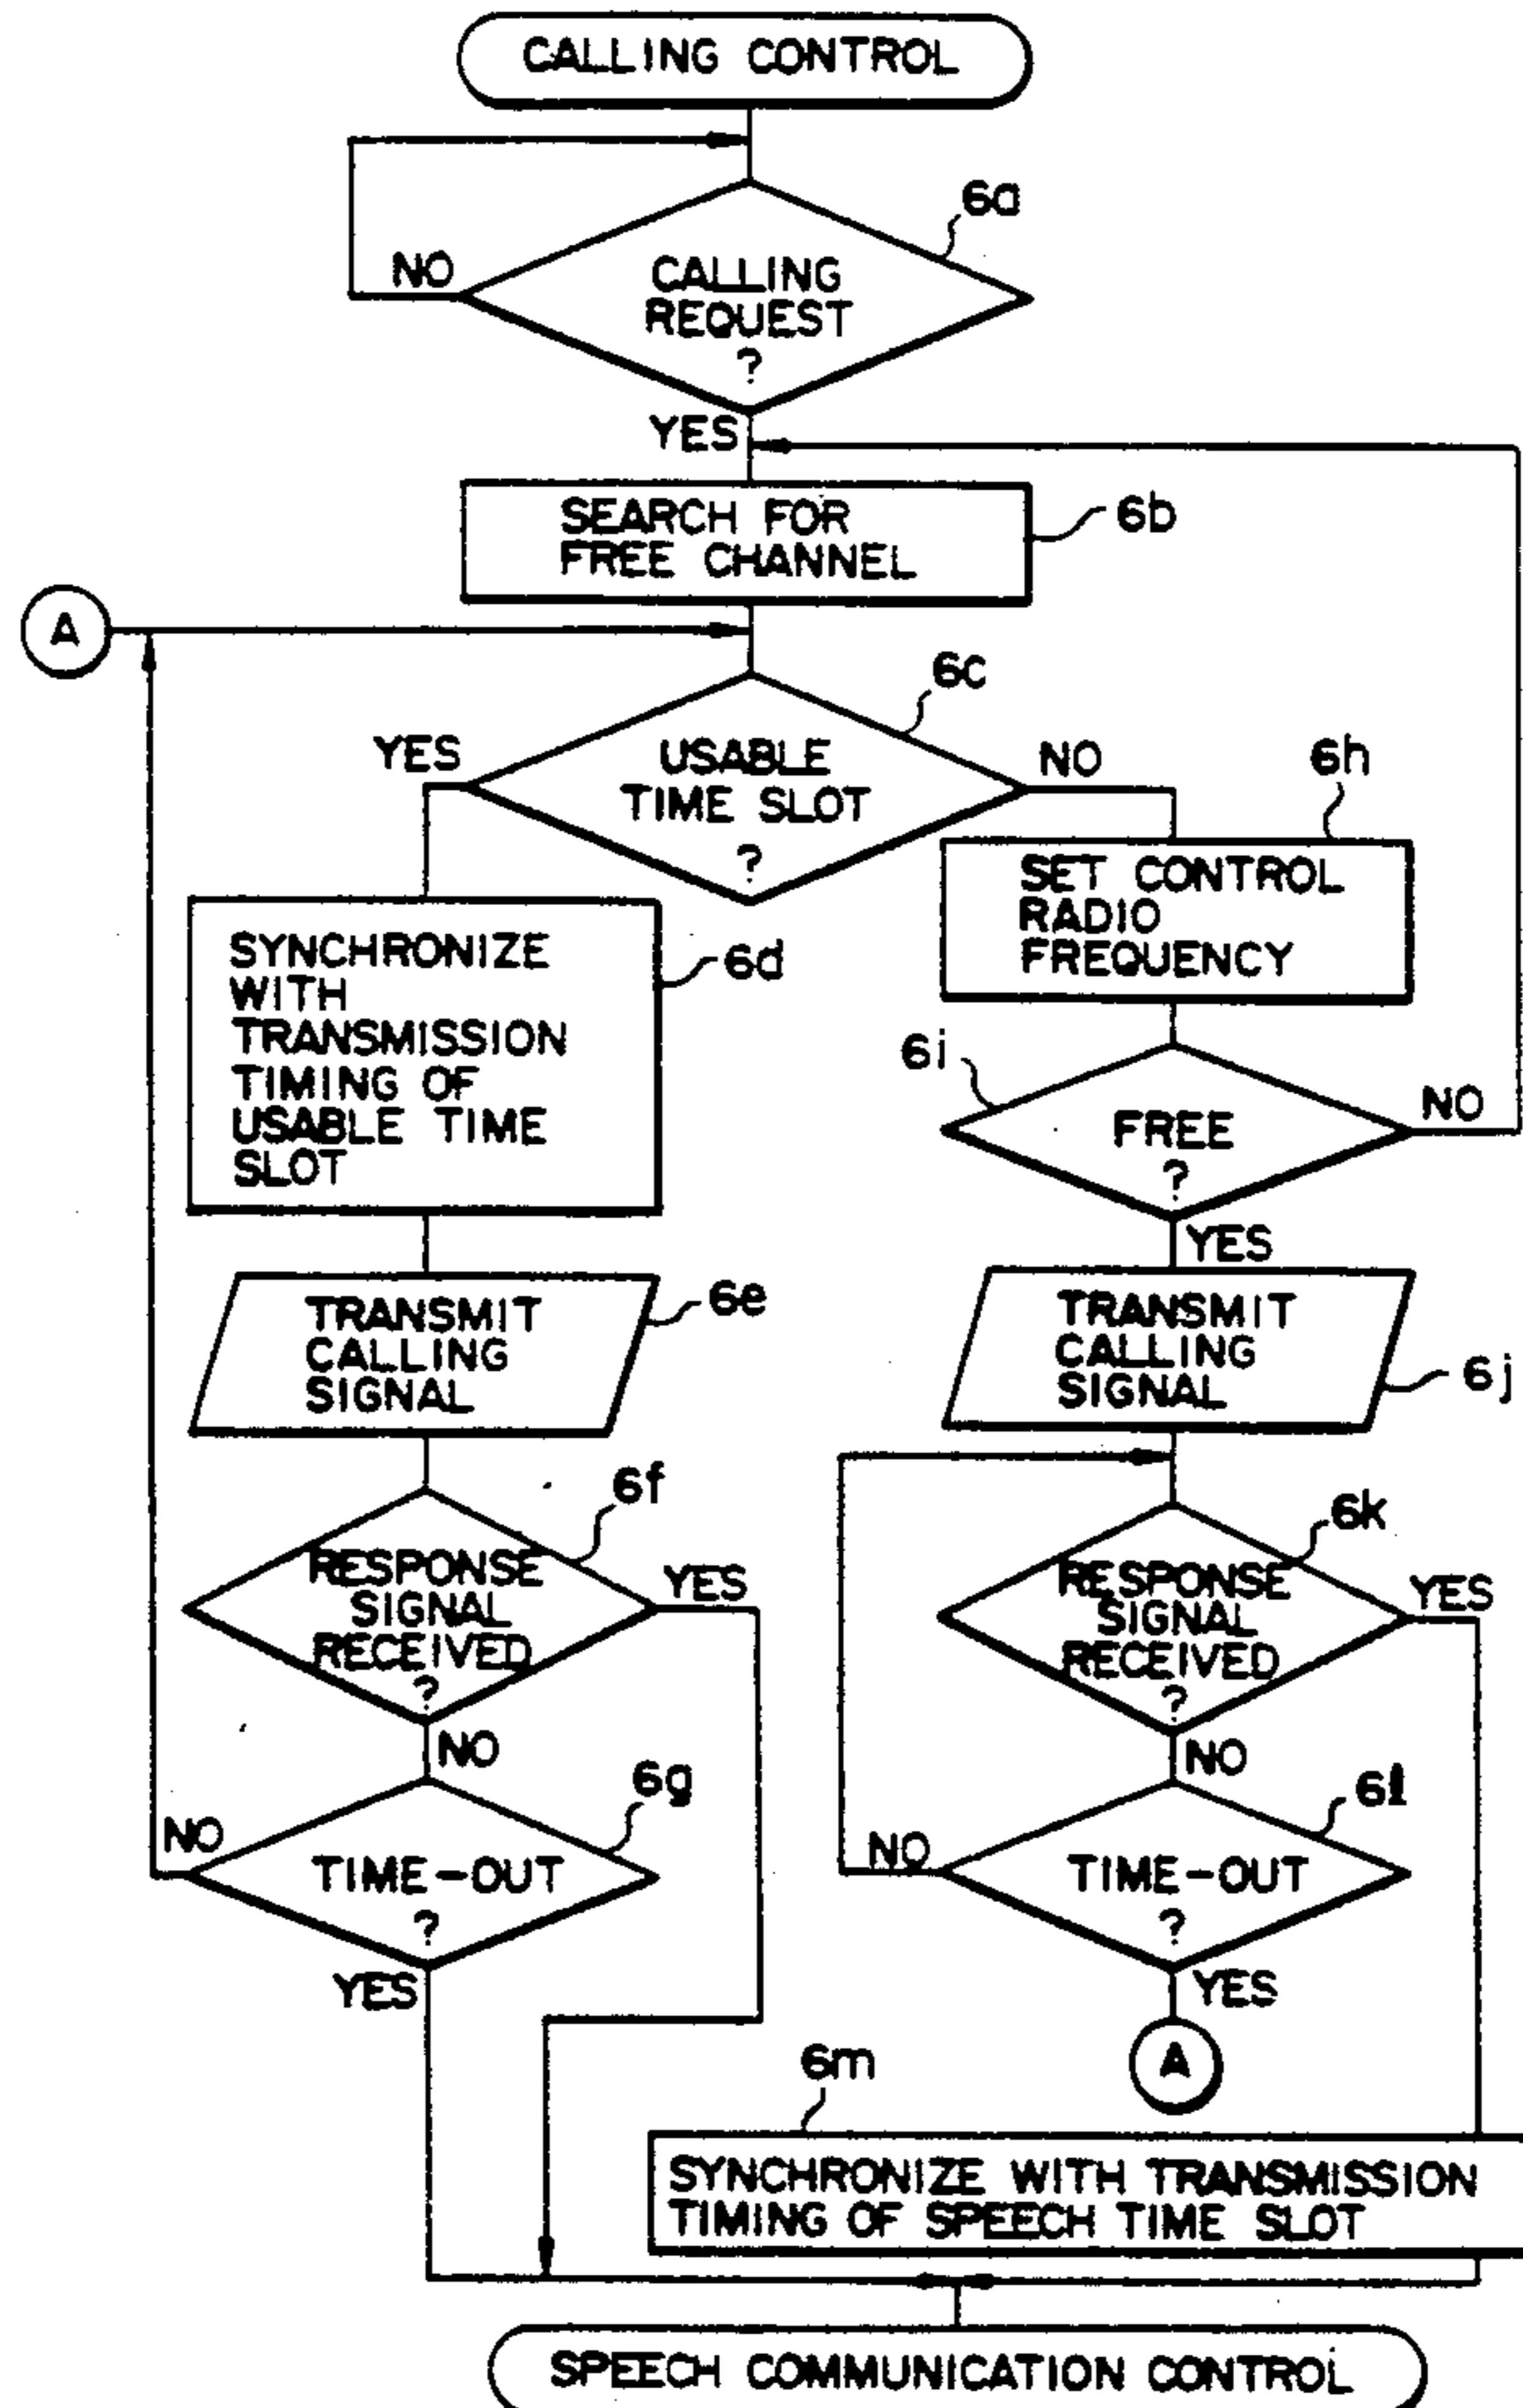 CALLING CONTROL
6a
NO
CALLING
REQUEST
?
YES
SEARCH FOR
FREE CHANNEL
6b
A
6c
YES
USABLE
TIME SLOT
?
NO
6h
SET CONTROL
RADIO
FREQUENCY
SYNCHRONIZE
WITH
TRANSMISSION
TIMING OF
USABLE TIME
SLOT
6d
6i
FREE
?
NO
YES
TRANSMIT
CALLING
SIGNAL
6e
TRANSMIT
CALLING
SIGNAL
6j
6f
RESPONSE
SIGNAL
RECEIVED
?
YES
NO
6k
RESPONSE
SIGNAL
RECEIVED
?
YES
NO
6g
NO
TIME-OUT
?
YES
6l
NO
TIME-OUT
?
YES
A
6m
SYNCHRONIZE WITH TRANSMISSION
TIMING OF SPEECH TIME SLOT
SPEECH COMMUNICATION CONTROL